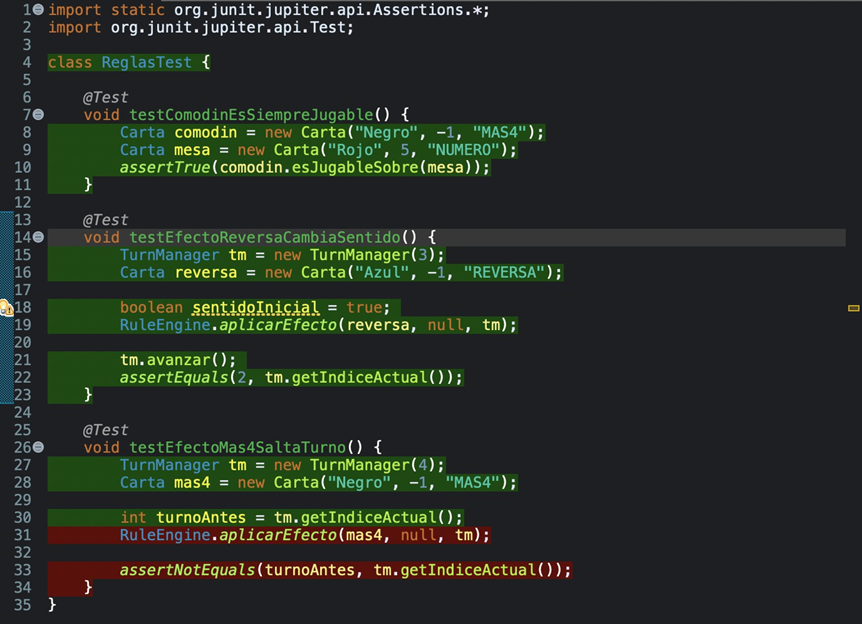 1 import static org.junit.jupiter.api.Assertions.*;
2 import org.junit.jupiter.api.Test;
3
4 class ReglasTest {
5
6     @Test
7     void testComodinEsSiempreJugable() {
8         Carta comodin = new Carta("Negro", -1, "MAS4");
9         Carta mesa = new Carta("Rojo", 5, "NUMERO");
10         assertTrue(comodin.esJugableSobre(mesa));
11     }
12
13     @Test
14     void testEfectoReversaCambiaSentido() {
15         TurnManager tm = new TurnManager(3);
16         Carta reversa = new Carta("Azul", -1, "REVERSA");
17
18         boolean sentidoInicial = true;
19         RuleEngine.aplicarEfecto(reversa, null, tm);
20
21         tm.avanzar();
22         assertEquals(2, tm.getIndiceActual());
23     }
24
25     @Test
26     void testEfectoMas4SaltaTurno() {
27         TurnManager tm = new TurnManager(4);
28         Carta mas4 = new Carta("Negro", -1, "MAS4");
29
30         int turnoAntes = tm.getIndiceActual();
31         RuleEngine.aplicarEfecto(mas4, null, tm);
32
33         assertNotEquals(turnoAntes, tm.getIndiceActual());
34     }
35 }